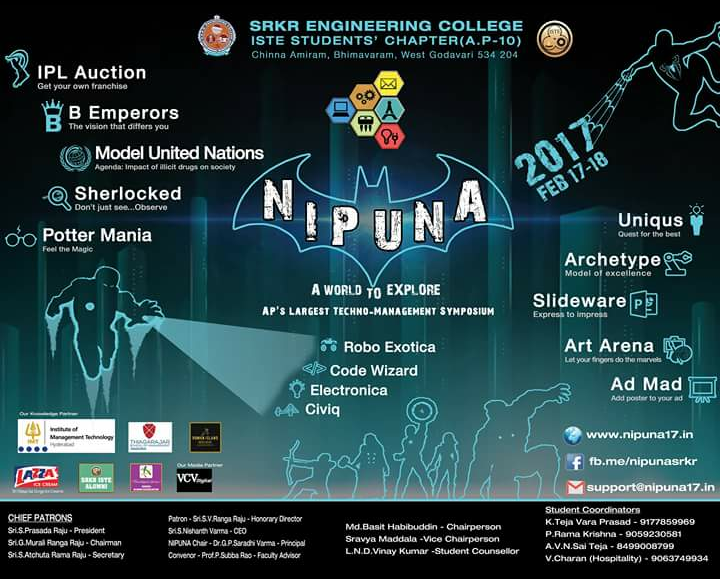 SRKR ENGINEERING COLLEGE
ISTE STUDENTS' CHAPTER(A.P-10)
Chinna Amiram, Bhimavaram, West Godavari 534 204
IPL Auction
Get your own franchise
B Emperors
The vision that differs you
Model United Nations
Agenda: Impact of illicit drugs on society
Sherlocked
Don't just see...Observe
Potter Mania
Feel the Magic
2017
FEB 17-18
NIPUNA
A WORLD TO EXPLORE
AP'S LARGEST TECHNO-MANAGEMENT SYMPOSIUM
Uniqus
Quest for the best
Archetype
Model of excellence
Slideware
Express to impress
Art Arena
Let your fingers do the marvels
Ad Mad
Add poster to your ad
Robo Exotica
Code Wizard
Electronica
Civiq
Our Knowledge Partner
Institute of
Management Technology
Hyderabad
THIAGARAJAR
LAZZA
ICE CREAM
SRKR ISTE
ALUMNI
Our Media Partner
VCVDigital
www.nipuna17.in
fb.me/nipunasrkr
support@nipuna17.in
CHIEF PATRONS
Sri.S.Prasada Raju - President
Sri.G.Murali Ranga Raju - Chairman
Sri.S.Atchuta Rama Raju - Secretary
Patron - Sri.S.V.Ranga Raju - Honorary Director
Sri.S.Nishanth Varma - CEO
NIPUNA Chair - Dr.G.P.Saradhi Varma - Principal
Convenor - Prof.P.Subba Rao - Faculty Advisor
Md.Basit Habibuddin - Chairperson
Sravya Maddala -Vice Chairperson
L.N.D.Vinay Kumar -Student Counsellor
Student Coordinators
K.Teja Vara Prasad - 9177859969
P.Rama Krishna - 9059230581
A.V.N.Sai Teja - 8499008799
V.Charan (Hospitality) - 9063749934